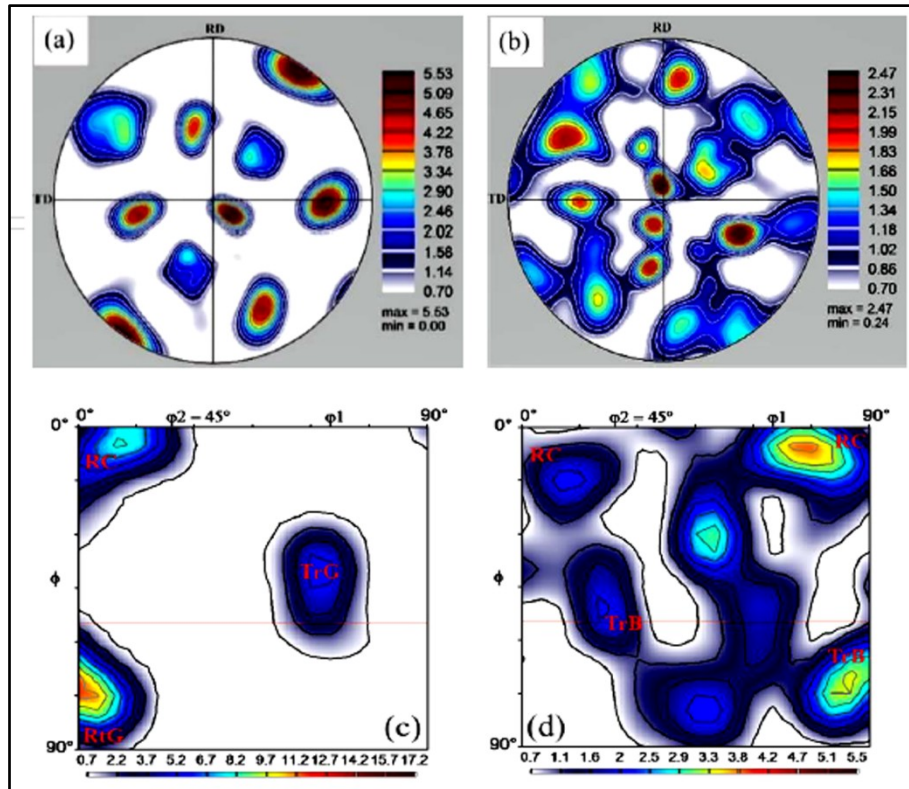 (a)
RD
TD
5.53
5.09
4.65
4.22
3.78
3.34
2.90
2.46
2.02
1.58
1.14
0.70
max = 5.53
min = 0.00
(b)
RD
TD
2.47
2.31
2.15
1.99
1.83
1.66
1.50
1.34
1.18
1.02
0.86
0.70
max = 2.47
min = 0.24
0° φ2 = 45° φ1 90°
RC
Φ
TrG
RtG
90°
(c)
0.7 2.2 3.7 5.2 6.7 8.2 9.7 11.2 12.7 14.2 15.7 17.2
0° φ2 = 45° φ1 90°
RC
RC
Φ
TrB
TrB
90°
(d)
0.7 1.1 1.6 2 2.5 2.9 3.3 3.8 4.2 4.7 5.1 5.5